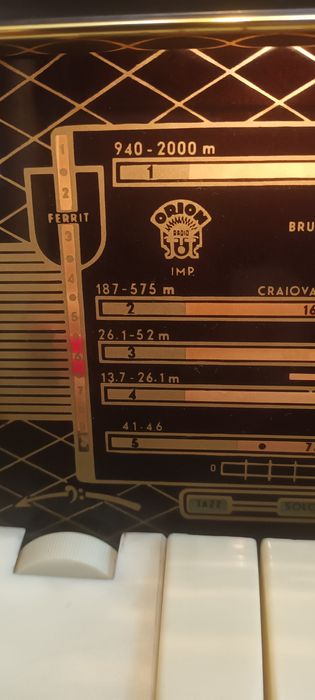 940-2000 m
1
1
2
FERRIT
3
4
5
6
7
ORION
RADIO
IMP.
BRU
187-575 m
CRAIOVA
2
16
26.1-52 m
3
13.7-26.1 m
4
41-46
5
7
0
JAZZ
SOLO